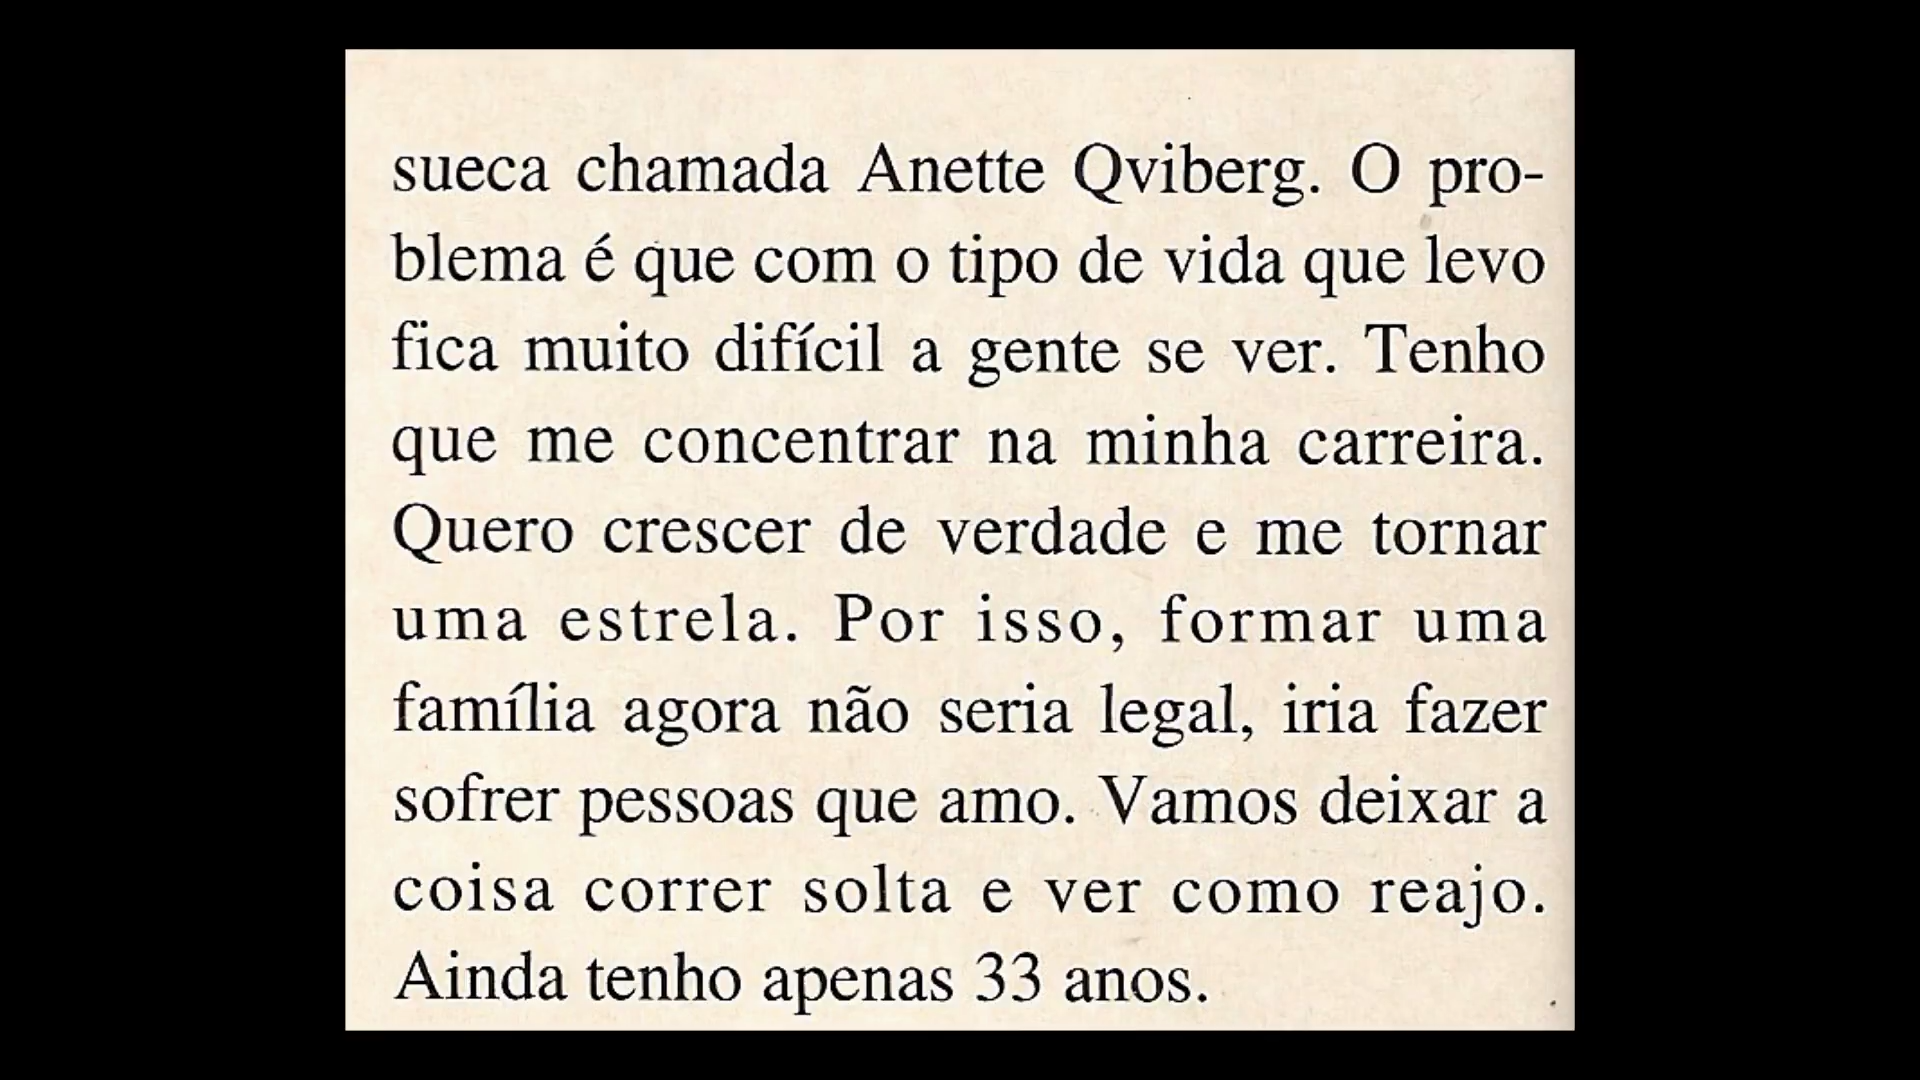 sueca chamada Anette Qviberg. O pro-
blema é que com o tipo de vida que levo
fica muito difícil a gente se ver. Tenho
que me concentrar na minha carreira.
Quero crescer de verdade e me tornar
uma estrela. Por isso, formar uma
família agora não seria legal, iria fazer
sofrer pessoas que amo. Vamos deixar a
coisa correr solta e ver como reajo.
Ainda tenho apenas 33 anos.